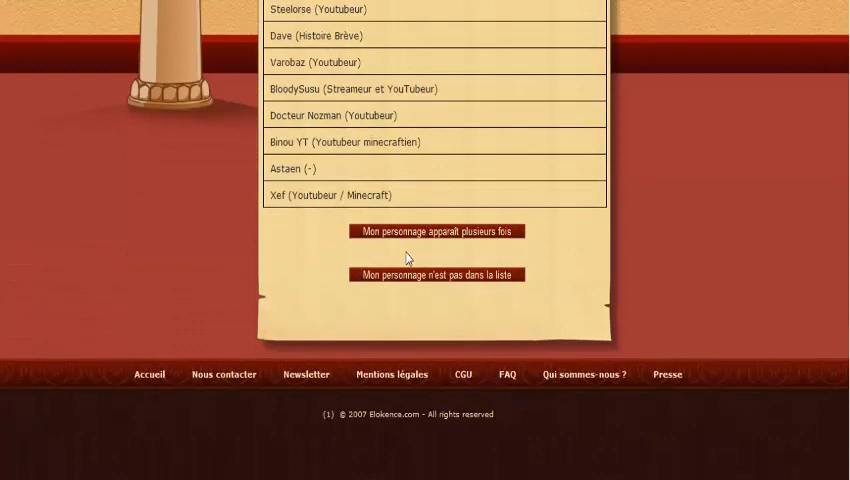 Steelorse (Youtubeur)
Dave (Histoire Brève)
Varobaz (Youtubeur)
BloodySusu (Streameur et YouTubeur)
Docteur Nozman (Youtubeur)
Binou YT (Youtubeur minecraftien)
Astaen (-)
Xef (Youtubeur / Minecraft)
Mon personnage apparaît plusieurs fois
Mon personnage n'est pas dans la liste
Accueil Nous contacter Newsletter Mentions légales CGU FAQ Qui sommes-nous ? Presse
(1) © 2007 Elokence.com - All rights reserved